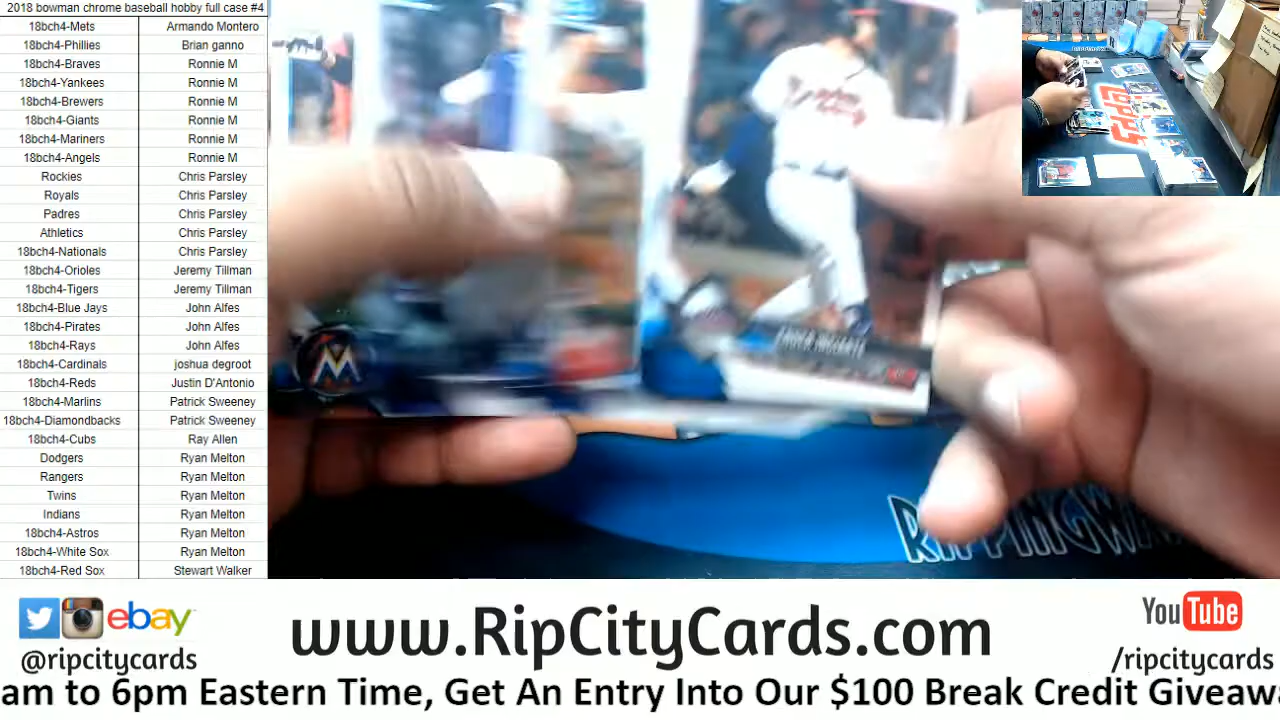 2018 bowman chrome baseball hobby full case #4
18bch4-Mets Armando Montero
18bch4-Phillies Brian ganno
18bch4-Braves Ronnie M
18bch4-Yankees Ronnie M
18bch4-Brewers Ronnie M
18bch4-Giants Ronnie M
18bch4-Mariners Ronnie M
18bch4-Angels Ronnie M
Rockies Chris Parsley
Royals Chris Parsley
Padres Chris Parsley
Athletics Chris Parsley
18bch4-Nationals Chris Parsley
18bch4-Orioles Jeremy Tillman
18bch4-Tigers Jeremy Tillman
18bch4-Blue Jays John Alfes
18bch4-Pirates John Alfes
18bch4-Rays John Alfes
18bch4-Cardinals joshua degroot
18bch4-Reds Justin D'Antonio
18bch4-Marlins Patrick Sweeney
18bch4-Diamondbacks Patrick Sweeney
18bch4-Cubs Ray Allen
Dodgers Ryan Melton
Rangers Ryan Melton
Twins Ryan Melton
Indians Ryan Melton
18bch4-Astros Ryan Melton
18bch4-White Sox Ryan Melton
18bch4-Red Sox Stewart Walker
topps
M
ebay
@ripcitycards
www.RipCityCards.com
YouTube
/ripcitycards
am to 6pm Eastern Time, Get An Entry Into Our $100 Break Credit Giveawa